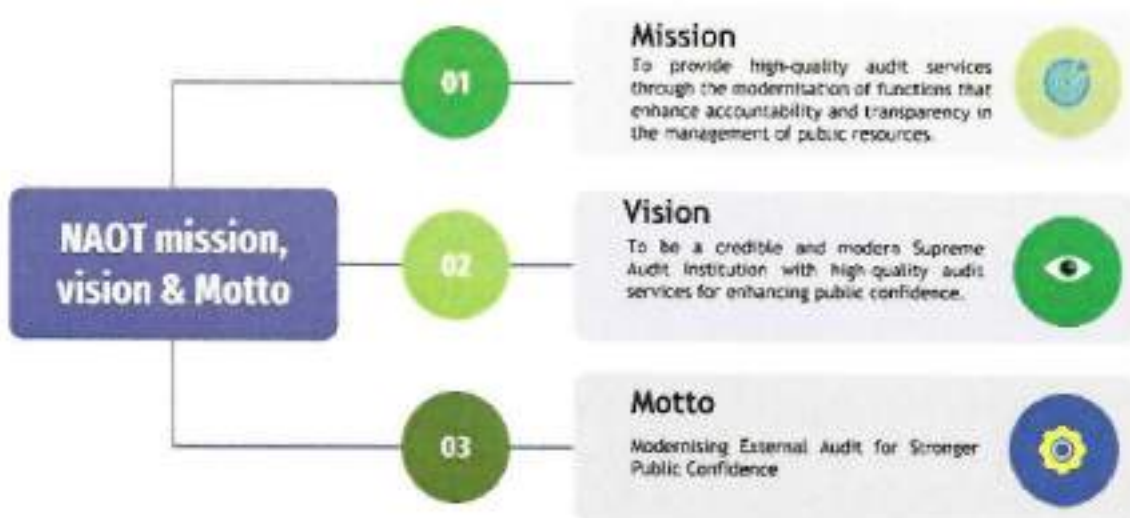 NAOT mission,
vision & Motto
01
Mission
To provide high-quality audit services
through the modernisation of functions that
enhance accountability and transparency in
the management of public resources.
02
Vision
To be a credible and modern Supreme
Audit Institution with high-quality audit
services for enhancing public confidence.
03
Motto
Modernising External Audit for Stronger
Public Confidence